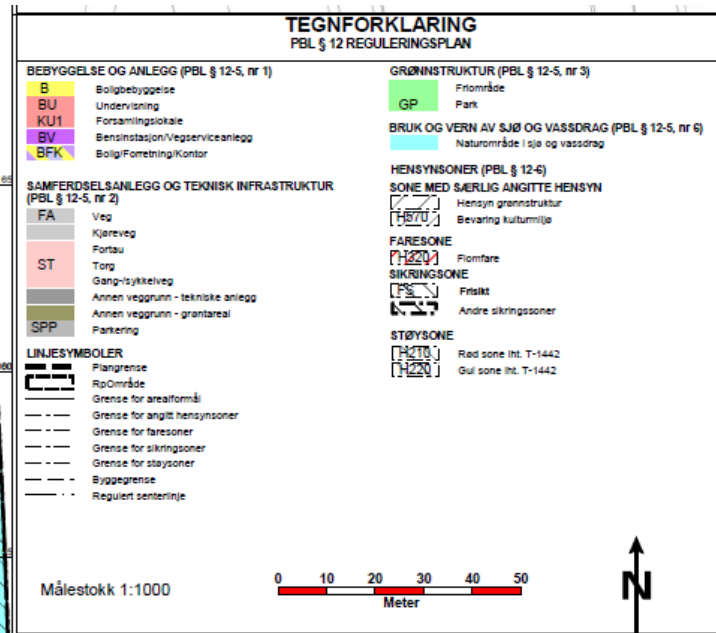 TEGNFORKLARING
PBL § 12 REGULERINGSPLAN
BEBYGGELSE OG ANLEGG (PBL § 12-5, nr 1)
B Boligbebyggelse
BU Undervisning
KU1 Forsamlingslokale
BV Bensinstasjon/Vegserviceanlegg
BFK Bolig/Forretning/Kontor
SAMFERDSELSANLEGG OG TEKNISK INFRASTRUKTUR
(PBL § 12-5, nr 2)
FA Veg
Kjøreveg
Fortau
ST Torg
Gang-/sykkelveg
Annen veggrunn - tekniske anlegg
Annen veggrunn - grøntareal
SPP Parkering
LINJESYMBOLER
Plangrense
RpOmråde
Grense for arealformål
Grense for angitt hensynsoner
Grense for faresoner
Grense for sikringsoner
Grense for støysoner
Byggegrense
Regulert senterlinje
GRØNNSTRUKTUR (PBL § 12-5, nr 3)
Friområde
GP Park
BRUK OG VERN AV SJØ OG VASSDRAG (PBL § 12-5, nr 6)
Naturområde i sjø og vassdrag
HENSYNSONER (PBL § 12-6)
SONE MED SÆRLIG ANGITTE HENSYN
Hensyn grønnstruktur
H570 Bevaring kulturmiljø
FARESONE
H320 Flomfare
SIKRINGSONE
FS Frisikt
Andre sikringssoner
STØYSONE
H210 Rød sone iht. T-1442
H220 Gul sone iht. T-1442
Målestokk 1:1000
0 10 20 30 40 50
Meter
N